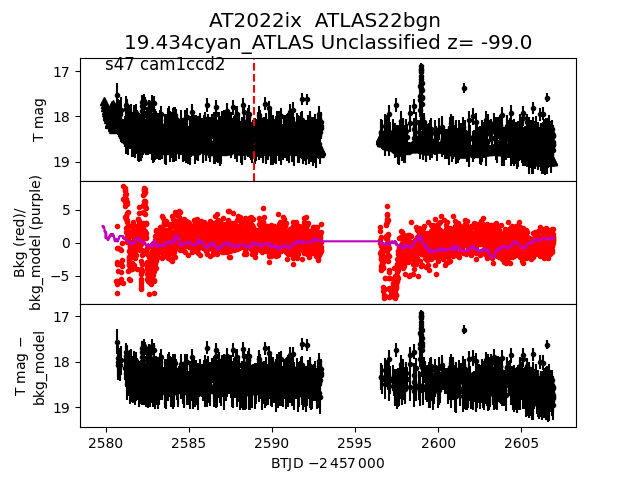 AT2022ix  ATLAS22bgn
19.434cyan_ATLAS Unclassified z= -99.0
s47 cam1ccd2
17
18
19
T mag
5
0
−5
Bkg (red)/
bkg_model (purple)
17
18
19
T mag −
bkg_model
2580
2585
2590
2595
2600
2605
BTJD −2 457 000